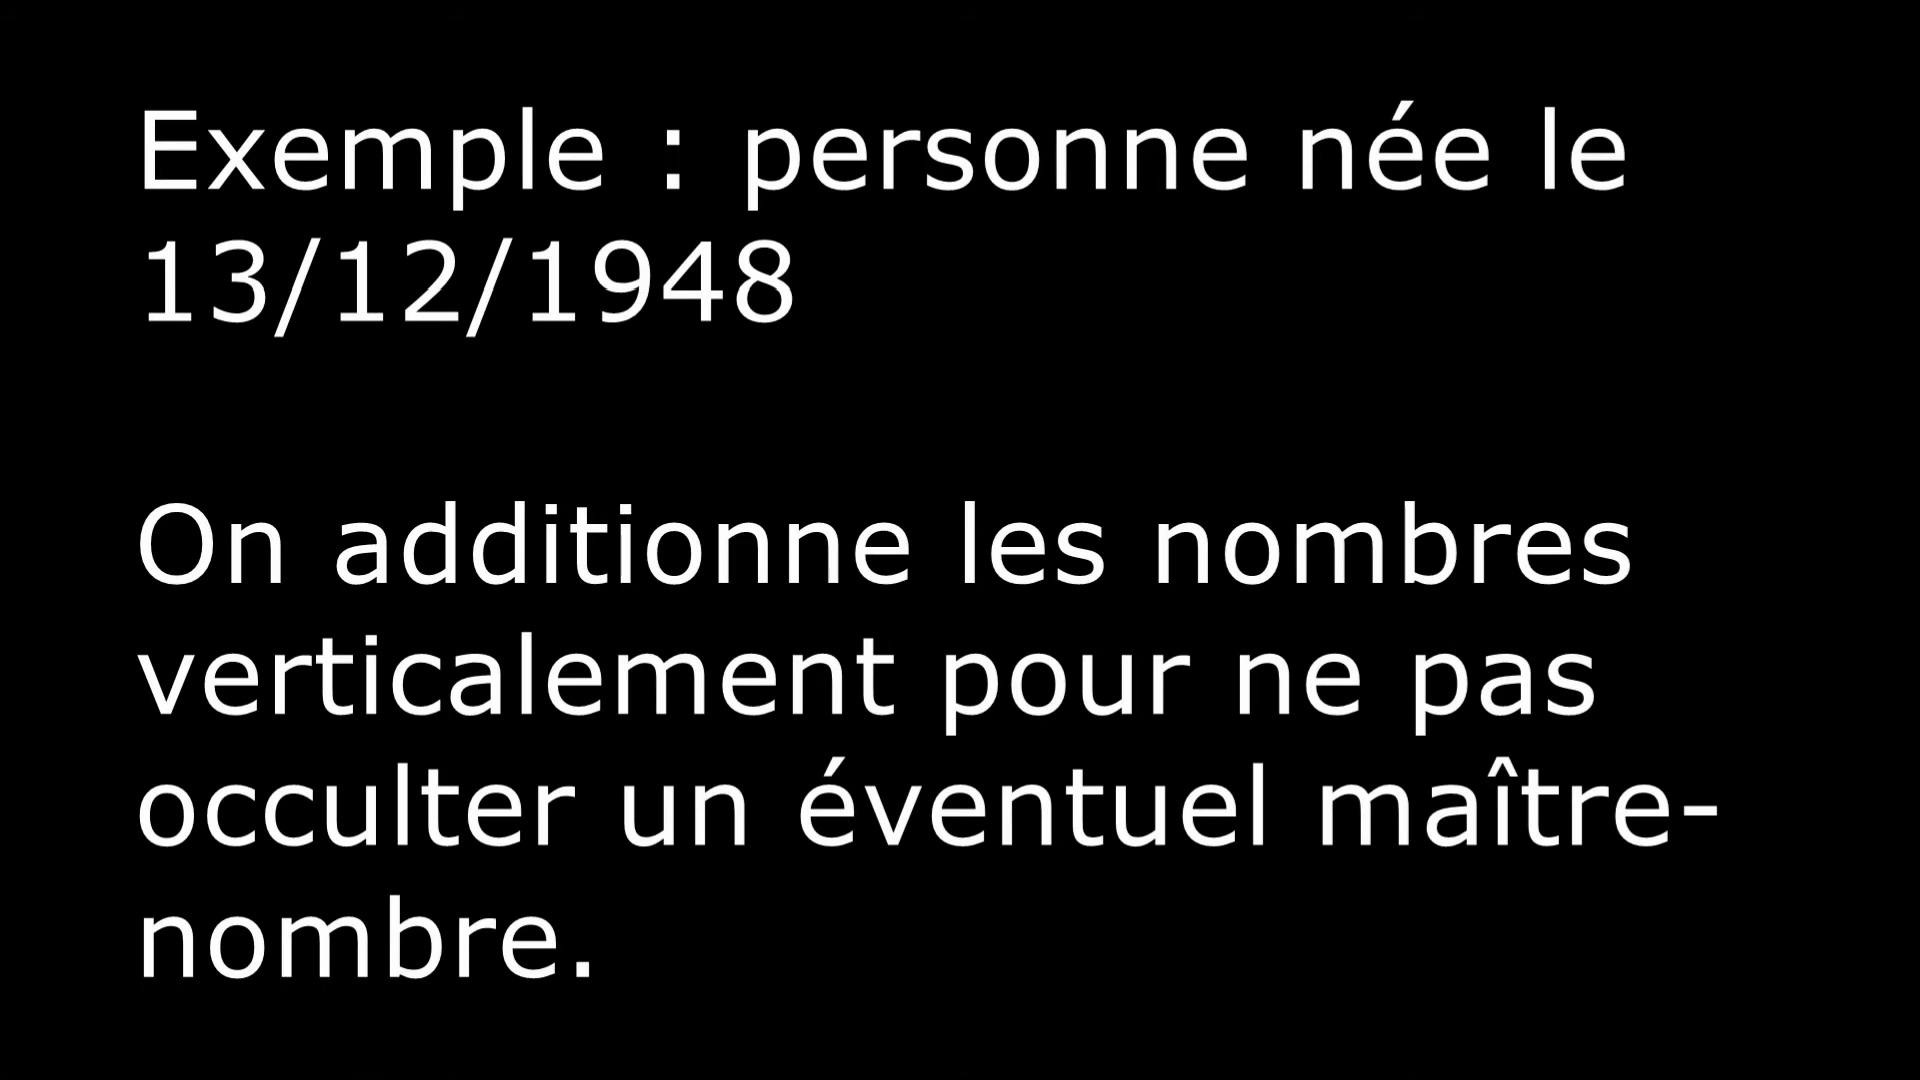 Exemple : personne née le
13/12/1948
On additionne les nombres
verticalement pour ne pas
occulter un éventuel maître-
nombre.